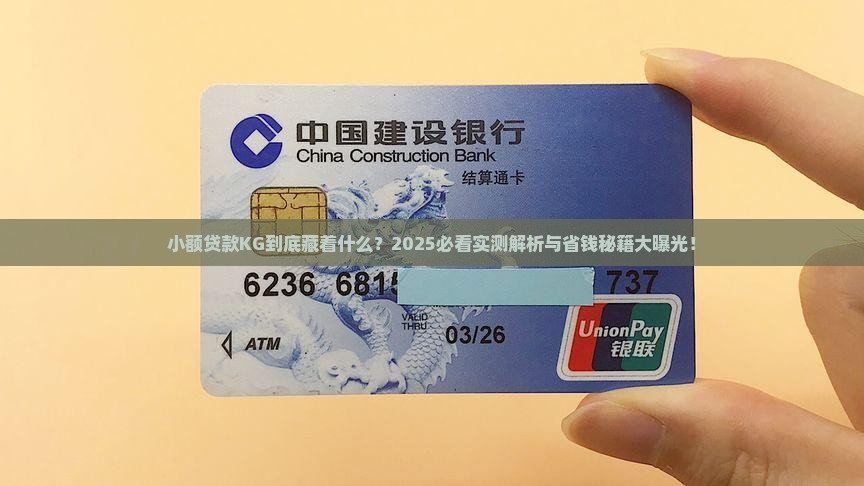 中国建设银行
China Construction Bank
结算通卡
小额贷款KG到底藏着什么？2025必看实测解析与省钱秘籍大曝光！
6236 6815 737
VALID
THRU 03/26
ATM
UnionPay
银联